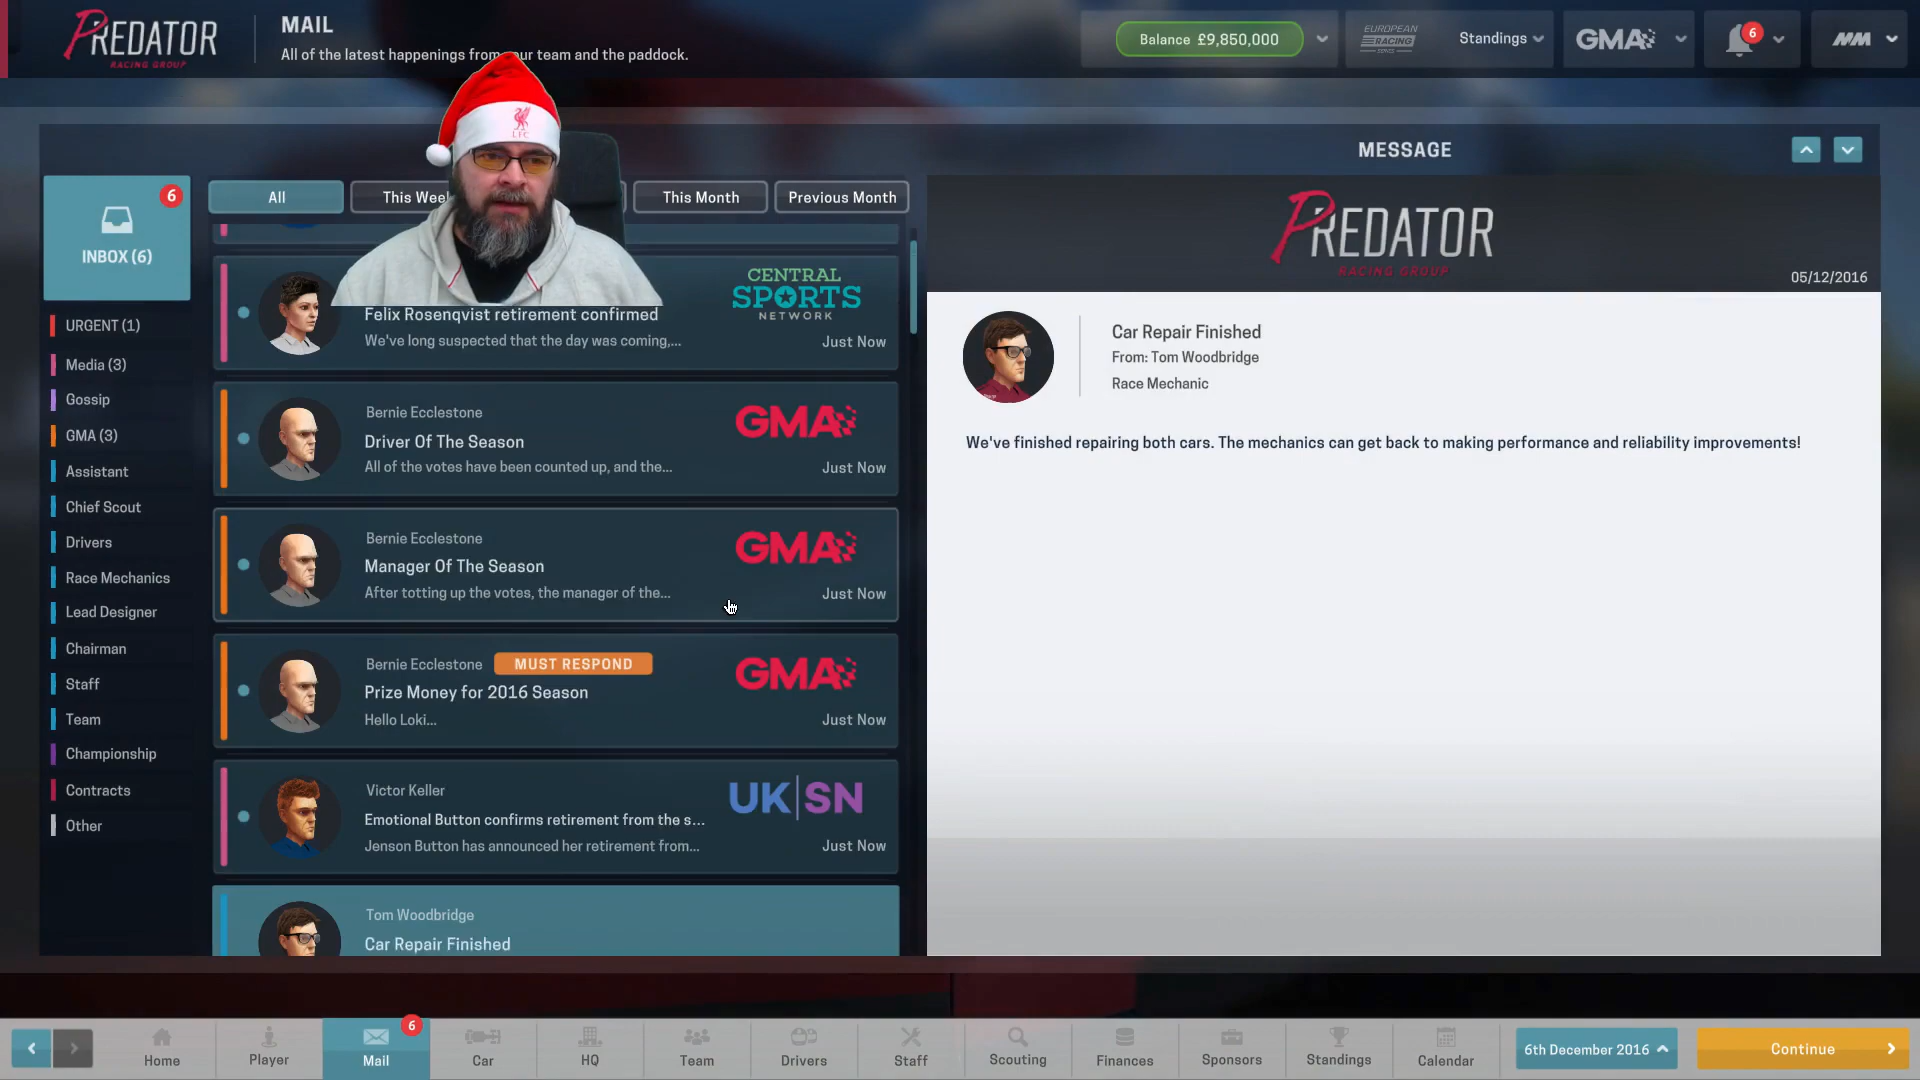 PREDATOR
RACING GROUP
MAIL
All of the latest happenings from our team and the paddock.
Balance £9,850,000
EUROPEAN
RACING
SERIES
Standings
GMA
6
MM
MESSAGE
6
INBOX (6)
All
This Wee
This Month
Previous Month
LFC
URGENT (1)
Media (3)
Gossip
GMA (3)
Assistant
Chief Scout
Drivers
Race Mechanics
Lead Designer
Chairman
Staff
Team
Championship
Contracts
Other
Felix Rosenqvist retirement confirmed
We've long suspected that the day was coming,...
CENTRAL
SPORTS
NETWORK
Just Now
Bernie Ecclestone
Driver Of The Season
All of the votes have been counted up, and the...
GMA
Just Now
Bernie Ecclestone
Manager Of The Season
After totting up the votes, the manager of the...
GMA
Just Now
Bernie Ecclestone
MUST RESPOND
Prize Money for 2016 Season
Hello Loki...
GMA
Just Now
Victor Keller
Emotional Button confirms retirement from the s...
Jenson Button has announced her retirement from...
UK|SN
Just Now
Tom Woodbridge
Car Repair Finished
PREDATOR
RACING GROUP
05/12/2016
Car Repair Finished
From: Tom Woodbridge
Race Mechanic
We've finished repairing both cars. The mechanics can get back to making performance and reliability improvements!
Home
Player
6
Mail
Car
HQ
Team
Drivers
Staff
Scouting
Finances
Sponsors
Standings
Calendar
6th December 2016
Continue